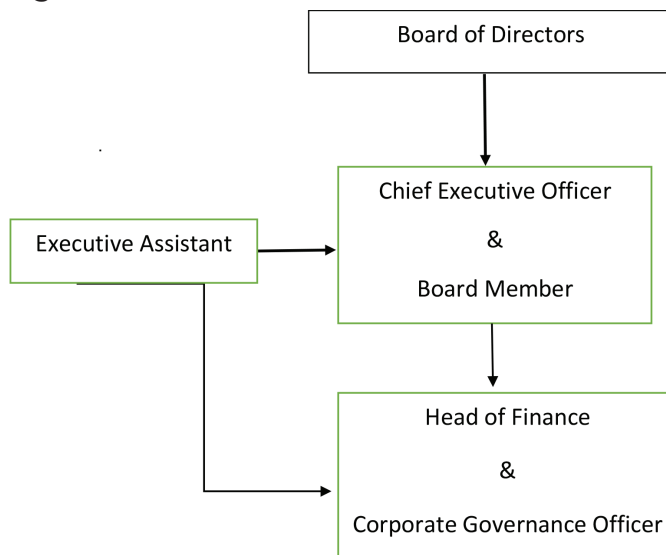 Board of Directors
Chief Executive Officer
&
Board Member
Executive Assistant
Head of Finance
&
Corporate Governance Officer